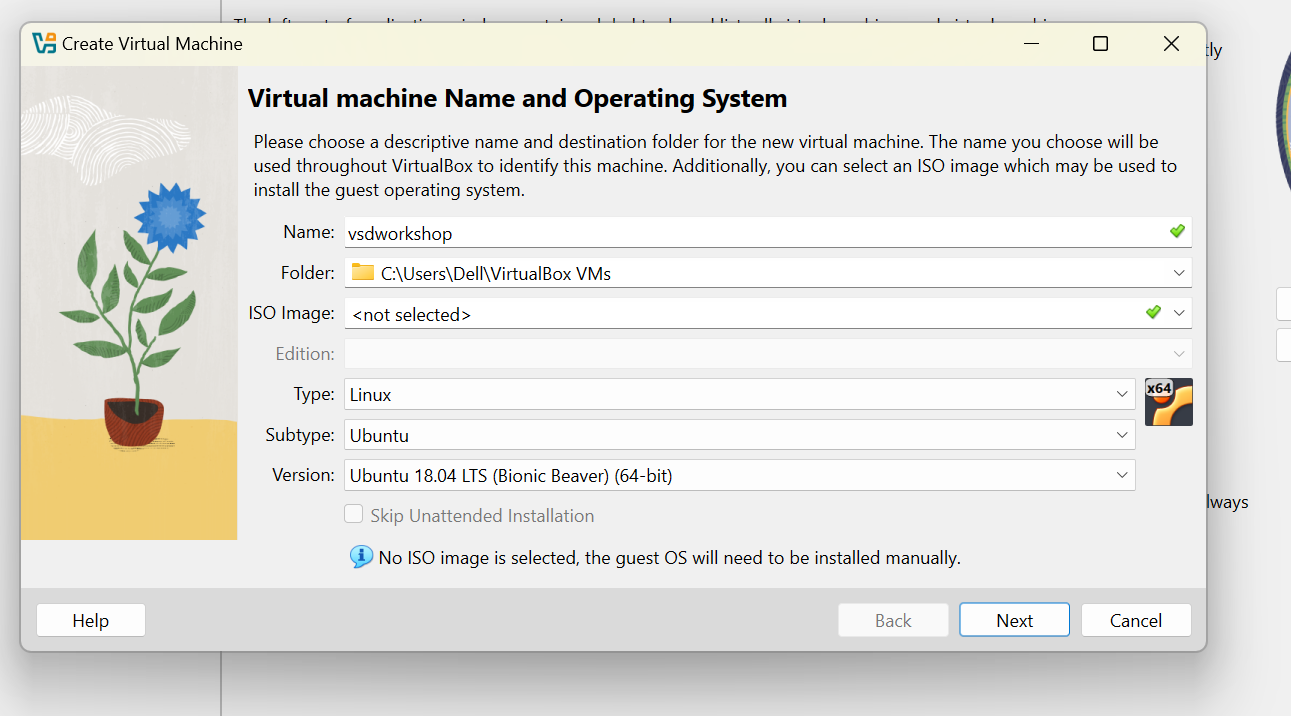 Create Virtual Machine
tly
Virtual machine Name and Operating System
Please choose a descriptive name and destination folder for the new virtual machine. The name you choose will be
used throughout VirtualBox to identify this machine. Additionally, you can select an ISO image which may be used to
install the guest operating system.
Name: vsdworkshop
Folder: C:\Users\Dell\VirtualBox VMs
ISO Image: <not selected>
Edition:
Type: Linux
x64
Subtype: Ubuntu
Version: Ubuntu 18.04 LTS (Bionic Beaver) (64-bit)
lways
Skip Unattended Installation
No ISO image is selected, the guest OS will need to be installed manually.
Help
Back
Next
Cancel